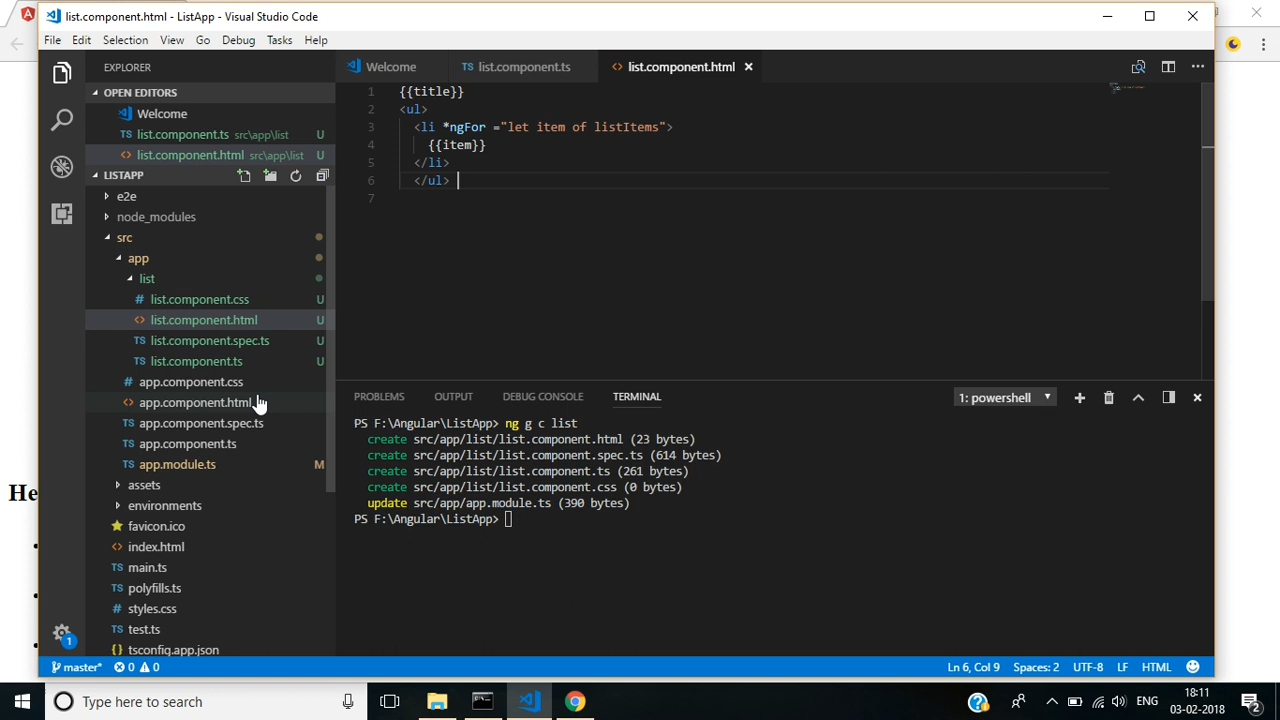 list.component.html - ListApp - Visual Studio Code
File Edit Selection View Go Debug Tasks Help
EXPLORER
OPEN EDITORS
Welcome
TS list.component.ts src\app\list U
<> list.component.html src\app\list U
LISTAPP
e2e
node_modules
src
app
list
# list.component.css U
<> list.component.html U
TS list.component.spec.ts U
TS list.component.ts U
# app.component.css
<> app.component.html
TS app.component.spec.ts
TS app.component.ts
TS app.module.ts M
assets
environments
favicon.ico
<> index.html
TS main.ts
TS polyfills.ts
# styles.css
TS test.ts
{} tsconfig.app.json
1
Welcome TS list.component.ts <> list.component.html
1 {{title}}
2 <ul>
3 <li *ngFor ="let item of listItems">
4 {{item}}
5 </li>
6 </ul>
7
PROBLEMS OUTPUT DEBUG CONSOLE TERMINAL 1: powershell
PS F:\Angular\ListApp> ng g c list
create src/app/list/list.component.html (23 bytes)
create src/app/list/list.component.spec.ts (614 bytes)
create src/app/list/list.component.ts (261 bytes)
create src/app/list/list.component.css (0 bytes)
update src/app/app.module.ts (390 bytes)
PS F:\Angular\ListApp>
master* 0 0 Ln 6, Col 9 Spaces: 2 UTF-8 LF HTML
He
Type here to search
ENG
18:11
03-02-2018
2